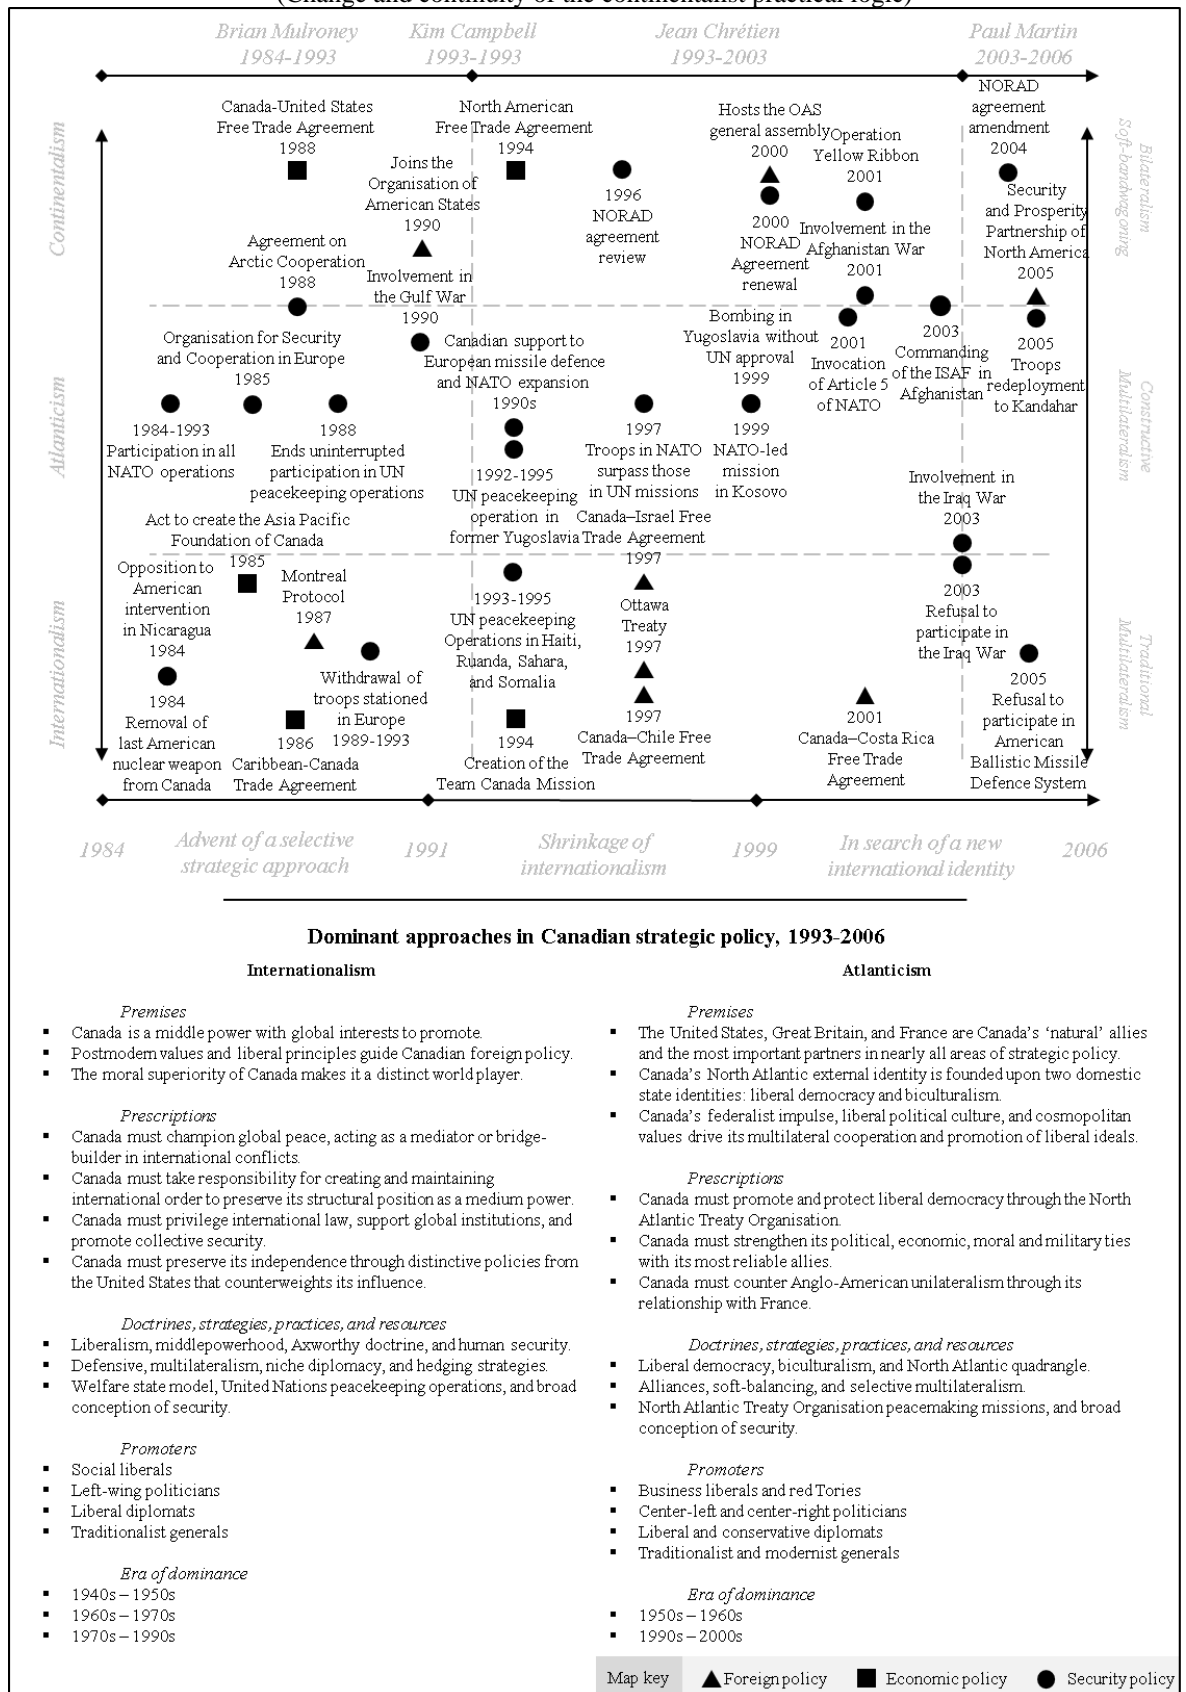 (Change and continuity of the continentalist practical logic)
Brian Mulroney
1984-1993
Kim Campbell
1993-1993
Jean Chrétien
1993-2003
Paul Martin
2003-2006
Continentalism
Atlanticism
Internationalism
Bilateralism
Soft-bandwagoning
Constructive
Multilateralism
Traditional
Multilateralism
Canada-United States
Free Trade Agreement
1988
North American
Free Trade Agreement
1994
Joins the
Organisation of
American States
1990
1996
NORAD
agreement
review
Hosts the OAS
general assembly
2000
2000
NORAD
Agreement
renewal
Operation
Yellow Ribbon
2001
NORAD
agreement
amendment
2004
Security
and Prosperity
Partnership of
North America
2005
Agreement on
Arctic Cooperation
1988
Involvement in
the Gulf War
1990
Involvement in the
Afghanistan War
2001
Organisation for Security
and Cooperation in Europe
1985
Canadian support to
European missile defence
and NATO expansion
1990s
Bombing in
Yugoslavia without
UN approval
1999
2001
Invocation
of Article 5
of NATO
2003
Commanding
of the ISAF in
Afghanistan
2005
Troops
redeployment
to Kandahar
1984-1993
Participation in all
NATO operations
1988
Ends uninterrupted
participation in UN
peacekeeping operations
1992-1995
UN peacekeeping
operation in
former Yugoslavia
1997
Troops in NATO
surpass those
in UN missions
1999
NATO-led
mission
in Kosovo
Involvement in
the Iraq War
2003
Act to create the Asia Pacific
Foundation of Canada
1985
Canada–Israel Free
Trade Agreement
1997
Opposition to
American
intervention
in Nicaragua
1984
Montreal
Protocol
1987
1993-1995
UN peacekeeping
Operations in Haiti,
Ruanda, Sahara,
and Somalia
Ottawa
Treaty
1997
2003
Refusal to
participate in
the Iraq War
1984
Removal of
last American
nuclear weapon
from Canada
1986
Caribbean-Canada
Trade Agreement
Withdrawal of
troops stationed
in Europe
1989-1993
1994
Creation of the
Team Canada Mission
1997
Canada–Chile Free
Trade Agreement
2001
Canada–Costa Rica
Free Trade
Agreement
2005
Refusal to
participate in
American
Ballistic Missile
Defence System
1984
Advent of a selective
strategic approach
1991
Shrinkage of
internationalism
1999
In search of a new
international identity
2006
Dominant approaches in Canadian strategic policy, 1993-2006
Internationalism
Premises
▪ Canada is a middle power with global interests to promote.
▪ Postmodern values and liberal principles guide Canadian foreign policy.
▪ The moral superiority of Canada makes it a distinct world player.
Prescriptions
▪ Canada must champion global peace, acting as a mediator or bridge-
builder in international conflicts.
▪ Canada must take responsibility for creating and maintaining
international order to preserve its structural position as a medium power.
▪ Canada must privilege international law, support global institutions, and
promote collective security.
▪ Canada must preserve its independence through distinctive policies from
the United States that counterweights its influence.
Doctrines, strategies, practices, and resources
▪ Liberalism, middlepowerhood, Axworthy doctrine, and human security.
▪ Defensive, multilateralism, niche diplomacy, and hedging strategies.
▪ Welfare state model, United Nations peacekeeping operations, and broad
conception of security.
Promoters
▪ Social liberals
▪ Left-wing politicians
▪ Liberal diplomats
▪ Traditionalist generals
Era of dominance
▪ 1940s – 1950s
▪ 1960s – 1970s
▪ 1970s – 1990s
Atlanticism
Premises
▪ The United States, Great Britain, and France are Canada's ‘natural’ allies
and the most important partners in nearly all areas of strategic policy.
▪ Canada's North Atlantic external identity is founded upon two domestic
state identities: liberal democracy and biculturalism.
▪ Canada's federalist impulse, liberal political culture, and cosmopolitan
values drive its multilateral cooperation and promotion of liberal ideals.
Prescriptions
▪ Canada must promote and protect liberal democracy through the North
Atlantic Treaty Organisation.
▪ Canada must strengthen its political, economic, moral and military ties
with its most reliable allies.
▪ Canada must counter Anglo-American unilateralism through its
relationship with France.
Doctrines, strategies, practices, and resources
▪ Liberal democracy, biculturalism, and North Atlantic quadrangle.
▪ Alliances, soft-balancing, and selective multilateralism.
▪ North Atlantic Treaty Organisation peacemaking missions, and broad
conception of security.
Promoters
▪ Business liberals and red Tories
▪ Center-left and center-right politicians
▪ Liberal and conservative diplomats
▪ Traditionalist and modernist generals
Era of dominance
▪ 1950s – 1960s
▪ 1990s – 2000s
Map key
Foreign policy
Economic policy
Security policy